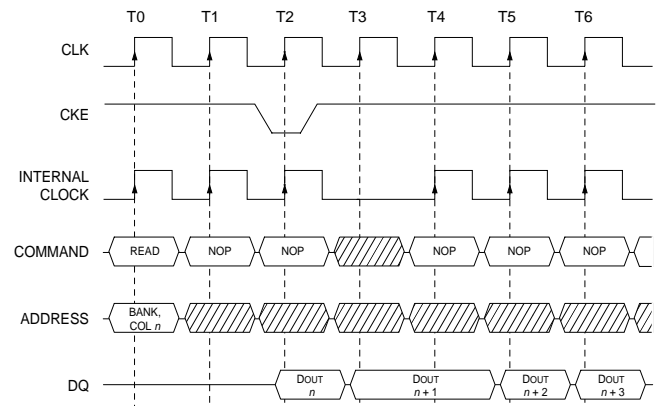 T0 T1 T2 T3 T4 T5 T6
CLK
CKE
INTERNAL
CLOCK
COMMAND READ NOP NOP NOP NOP NOP
ADDRESS BANK,
COL n
DQ DOUT DOUT DOUT DOUT
n n + 1 n + 2 n + 3